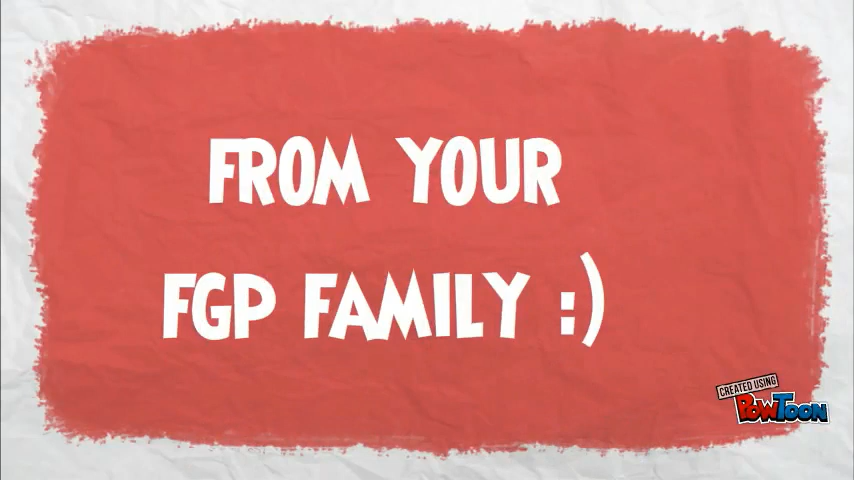 FROM YOUR
FGP FAMILY :)
CREATED USING
POWTOON